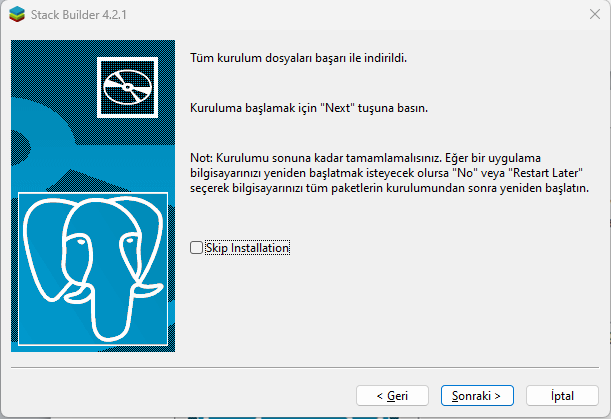 Stack Builder 4.2.1
Tüm kurulum dosyaları başarı ile indirildi.
Kuruluma başlamak için "Next" tuşuna basın.
Not: Kurulumu sonuna kadar tamamlamalısınız. Eğer bir uygulama
bilgisayarınızı yeniden başlatmak isteyecek olursa "No" veya "Restart Later"
seçerek bilgisayarınızı tüm paketlerin kurulumundan sonra yeniden başlatın.
Skip Installation
< Geri
Sonraki >
İptal